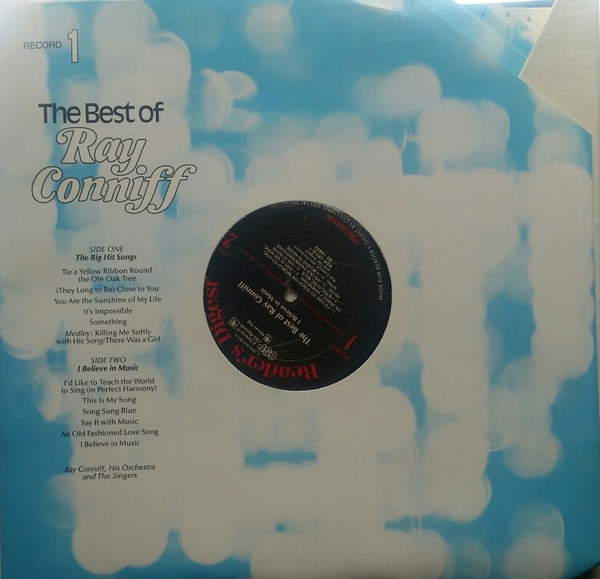 RECORD 1
The Best of
Ray
Conniff
SIDE ONE
The Big Hit Songs
Tie a Yellow Ribbon Round
the Ole Oak Tree
(They Long to Be) Close to You
You Are the Sunshine of My Life
It's Impossible
Something
Medley: Killing Me Softly
with His Song/There Was a Girl
SIDE TWO
I Believe in Music
I'd Like to Teach the World
to Sing (in Perfect Harmony)
This Is My Song
Song Sung Blue
Say It with Music
An Old Fashioned Love Song
I Believe in Music
Ray Conniff, His Orchestra
and The Singers
Reader's Digest
2
CSP
The Best of Ray Conniff
I Believe in Music
1
4 5 6